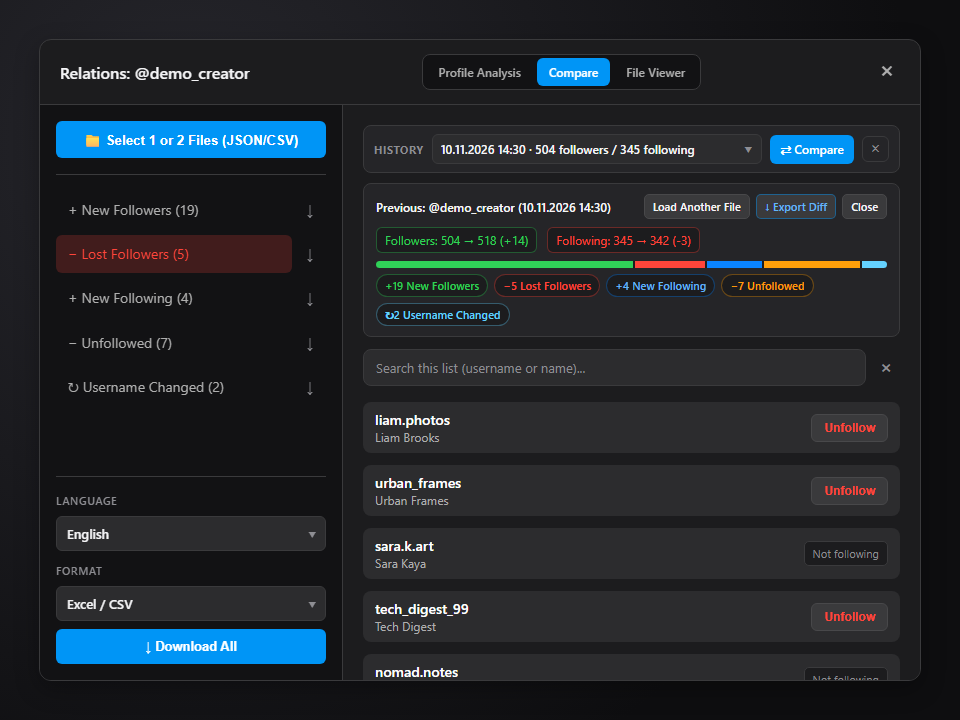 Relations: @demo_creator
Profile Analysis
Compare
File Viewer
✕
Select 1 or 2 Files (JSON/CSV)
+ New Followers (19) ↓
− Lost Followers (5) ↓
+ New Following (4) ↓
− Unfollowed (7) ↓
↻ Username Changed (2) ↓
LANGUAGE
English
FORMAT
Excel / CSV
↓ Download All
HISTORY
10.11.2026 14:30 · 504 followers / 345 following
⇄ Compare
✕
Previous: @demo_creator (10.11.2026 14:30)
Load Another File
↓ Export Diff
Close
Followers: 504 → 518 (+14)
Following: 345 → 342 (-3)
+19 New Followers
−5 Lost Followers
+4 New Following
−7 Unfollowed
↻2 Username Changed
Search this list (username or name)...
✕
liam.photos
Liam Brooks
Unfollow
urban_frames
Urban Frames
Unfollow
sara.k.art
Sara Kaya
Not following
tech_digest_99
Tech Digest
Unfollow
nomad.notes
Not following